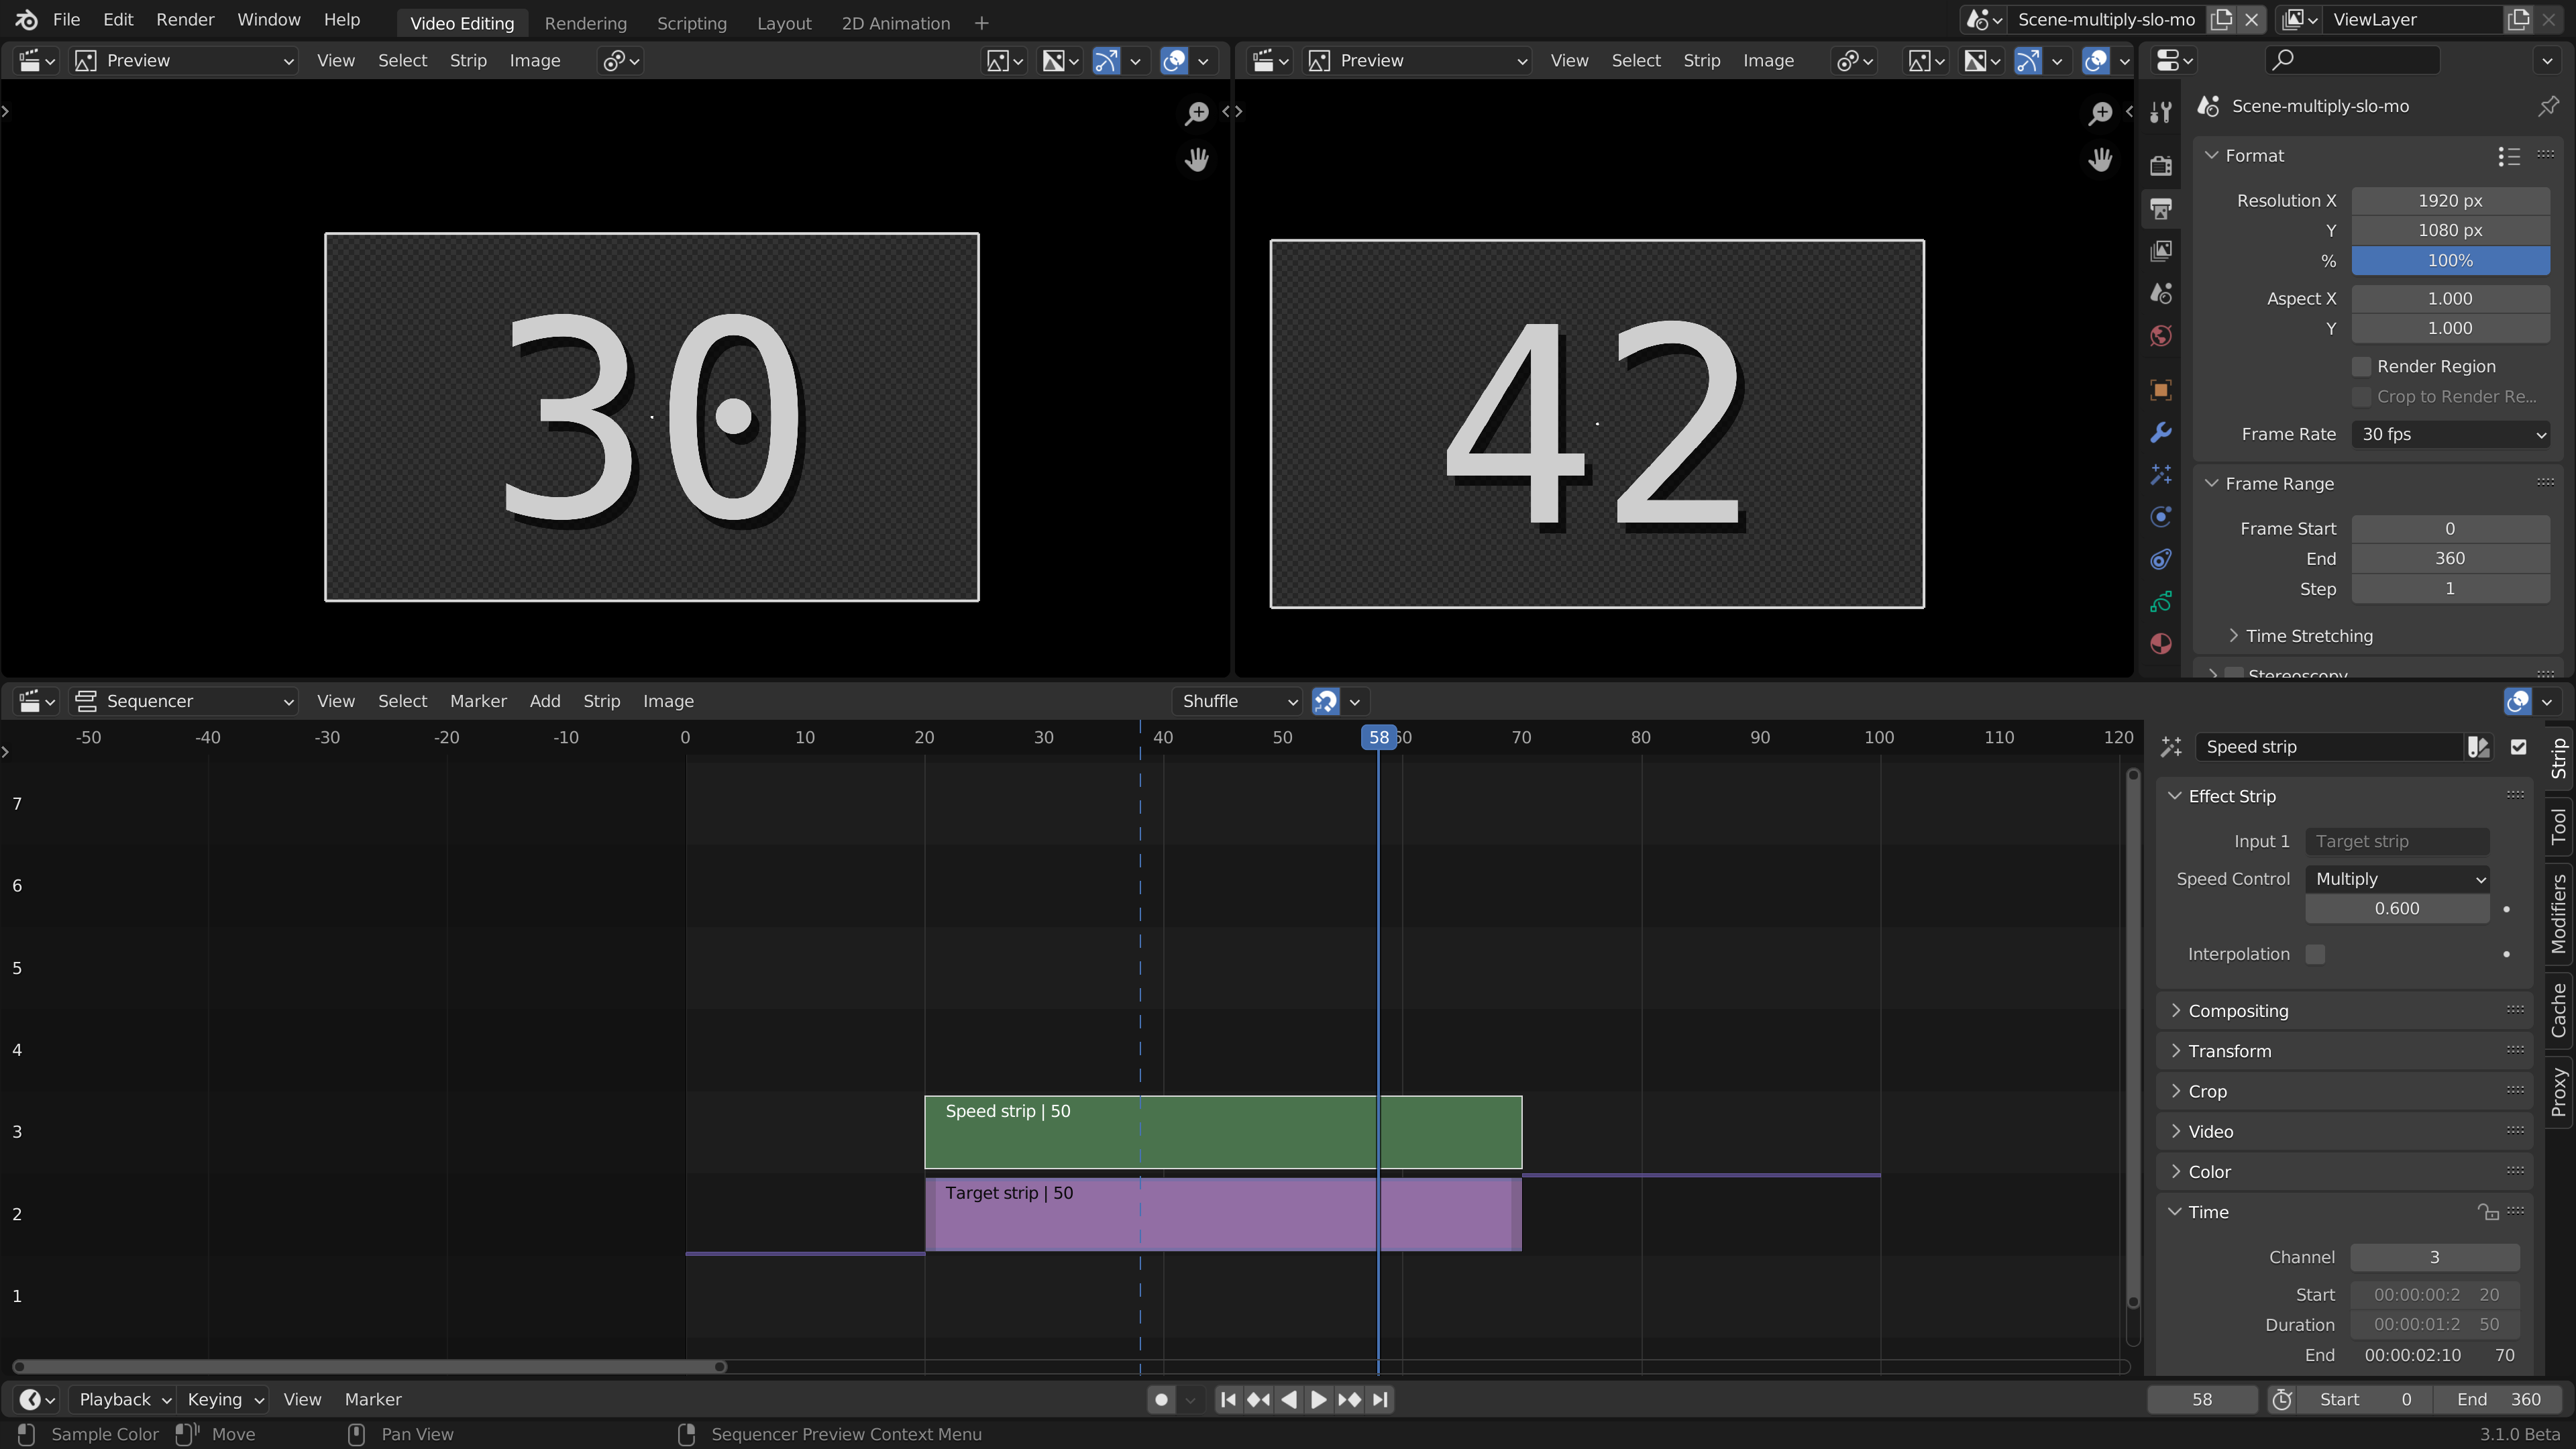 File Edit Render Window Help Video Editing Rendering Scripting Layout 2D Animation + Scene-multiply-slo-mo ViewLayer
Preview View Select Strip Image
Preview View Select Strip Image
30
42
Scene-multiply-slo-mo
Format
Resolution X 1920 px
Y 1080 px
% 100%
Aspect X 1.000
Y 1.000
Render Region
Crop to Render Re...
Frame Rate 30 fps
Frame Range
Frame Start 0
End 360
Step 1
Time Stretching
Stereoscopy
Sequencer View Select Marker Add Strip Image Shuffle
-50 -40 -30 -20 -10 0 10 20 30 40 50 58 60 70 80 90 100 110 120
7
6
5
4
3
2
1
Speed strip | 50
Target strip | 50
Speed strip
Effect Strip
Input 1 Target strip
Speed Control Multiply
0.600
Interpolation
Compositing
Transform
Crop
Video
Color
Time
Channel 3
Start 00:00:00:2 20
Duration 00:00:01:2 50
End 00:00:02:10 70
Strip
Tool
Modifiers
Cache
Proxy
Playback Keying View Marker 58 Start 0 End 360
Sample Color Move Pan View Sequencer Preview Context Menu 3.1.0 Beta